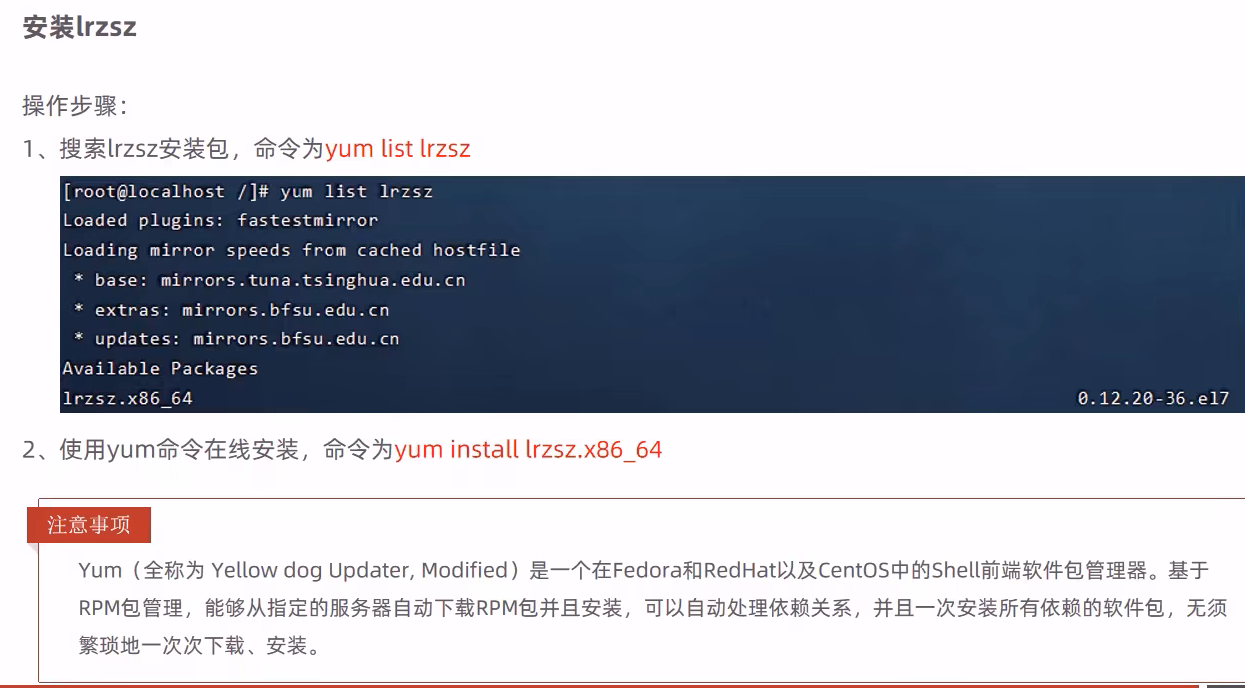 安装lrzsz
操作步骤：
1、搜索lrzsz安装包，命令为yum list lrzsz
[root@localhost /]# yum list lrzsz
Loaded plugins: fastestmirror
Loading mirror speeds from cached hostfile
* base: mirrors.tuna.tsinghua.edu.cn
* extras: mirrors.bfsu.edu.cn
* updates: mirrors.bfsu.edu.cn
Available Packages
lrzsz.x86_64 0.12.20-36.el7
2、使用yum命令在线安装，命令为yum install lrzsz.x86_64
注意事项
Yum（全称为 Yellow dog Updater, Modified）是一个在Fedora和RedHat以及CentOS中的Shell前端软件包管理器。基于
RPM包管理，能够从指定的服务器自动下载RPM包并且安装，可以自动处理依赖关系，并且一次安装所有依赖的软件包，无须
繁琐地一次次下载、安装。